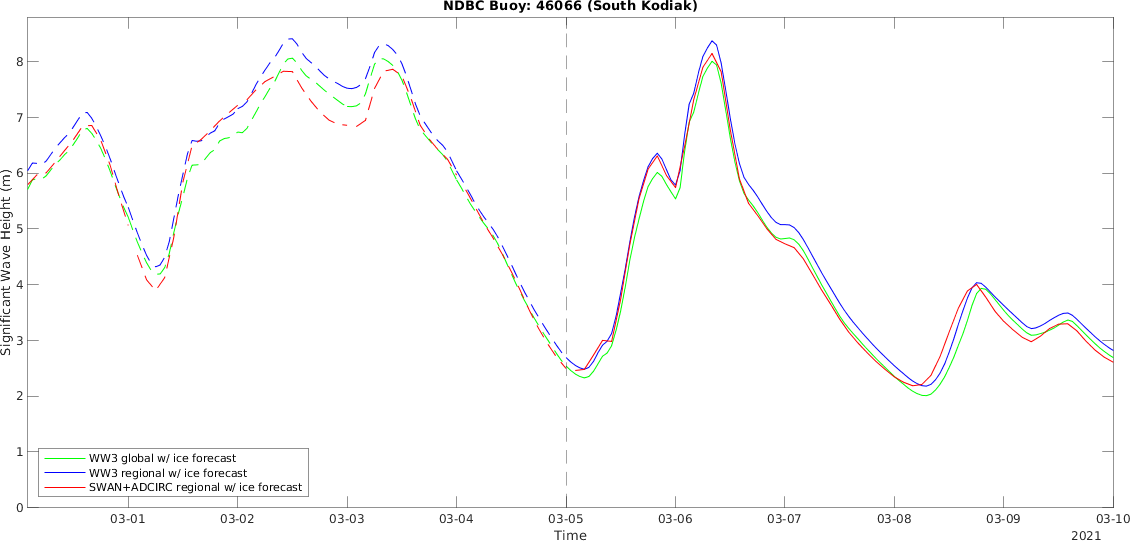 NDBC Buoy: 46066 (South Kodiak)
Significant Wave Height (m)
8
7
6
5
4
3
2
1
0
WW3 global w/ ice forecast
WW3 regional w/ ice forecast
SWAN+ADCIRC regional w/ ice forecast
03-01 03-02 03-03 03-04 03-05 03-06 03-07 03-08 03-09 03-10
Time
2021